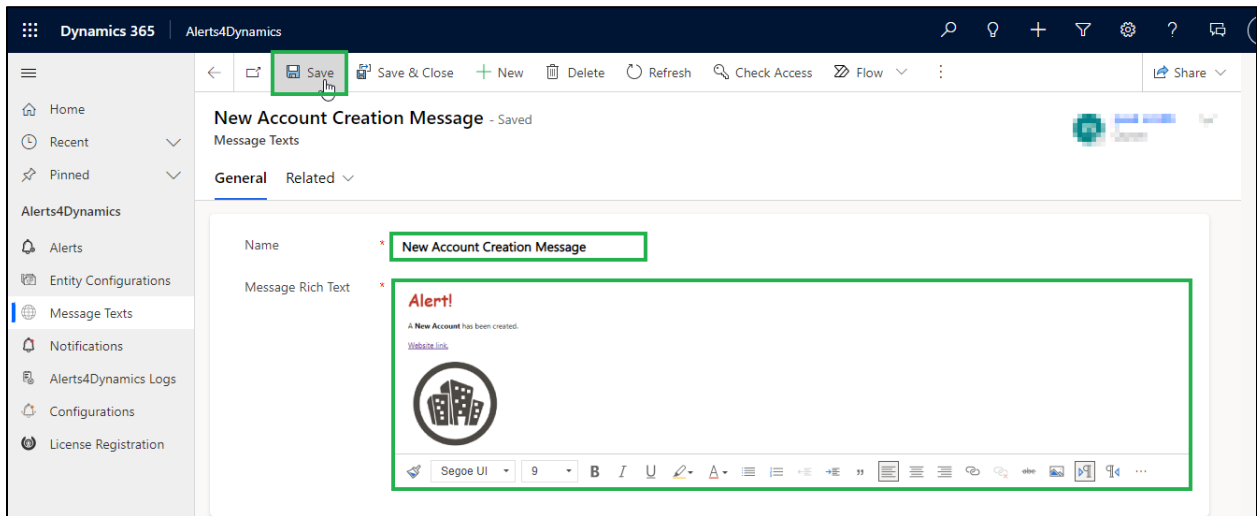 Dynamics 365 Alerts4Dynamics ?
Save Save & Close New Delete Refresh Check Access Flow Share
Home
Recent
Pinned
Alerts4Dynamics
Alerts
Entity Configurations
Message Texts
Notifications
Alerts4Dynamics Logs
Configurations
License Registration
New Account Creation Message - Saved
Message Texts
General Related
Name * New Account Creation Message
Message Rich Text *
Alert!
A New Account has been created.
Website link.
Segoe UI 9 B I U A " abc ...